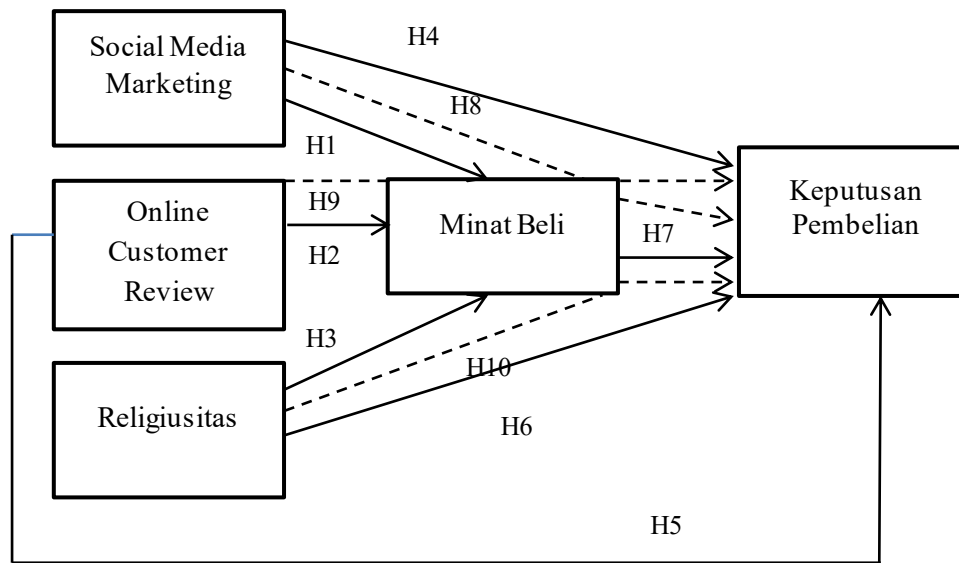 Social Media
Marketing
H4
H8
H1
Online
Customer
Review
H9
H2
Minat Beli
H7
Keputusan
Pembelian
H3
Religiusitas
H10
H6
H5